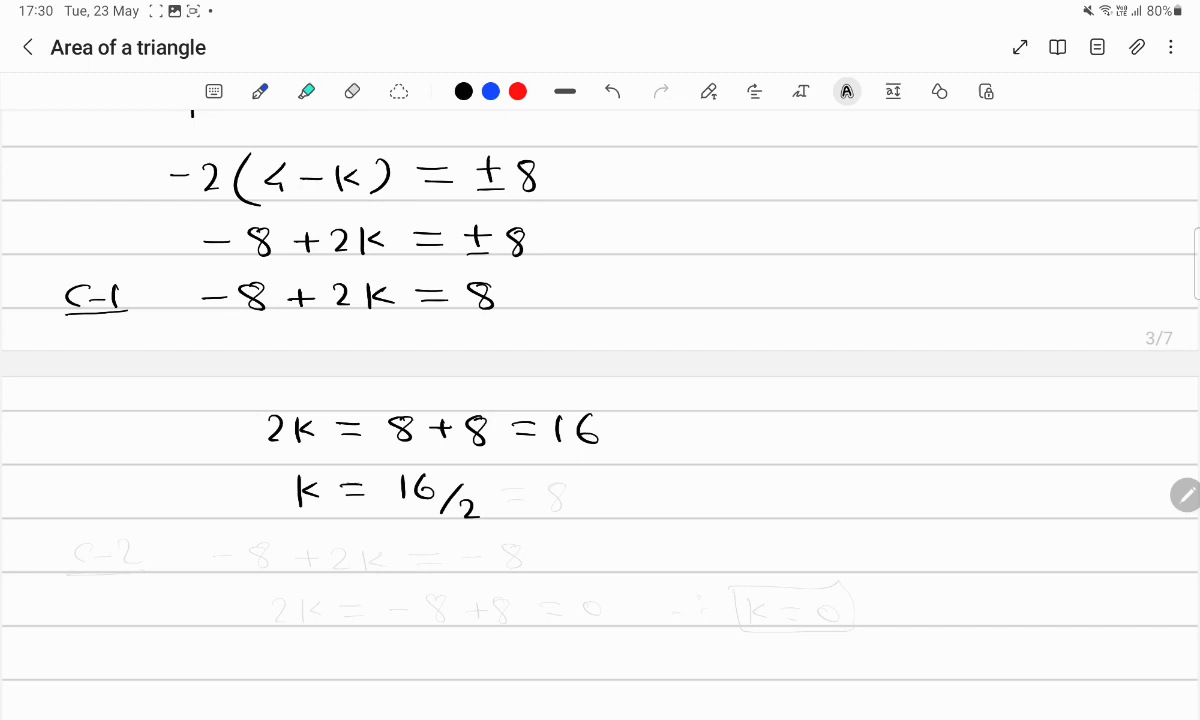 17:30 Tue, 23 May 80%
Area of a triangle
-2(4-k) = ±8
-8+2k = ±8
C-1 -8+2k = 8
3/7
2k = 8+8 = 16
k = 16/2 = 8
C-2 -8+2k = -8
2k = -8+8 = 0 ∴ k = 0